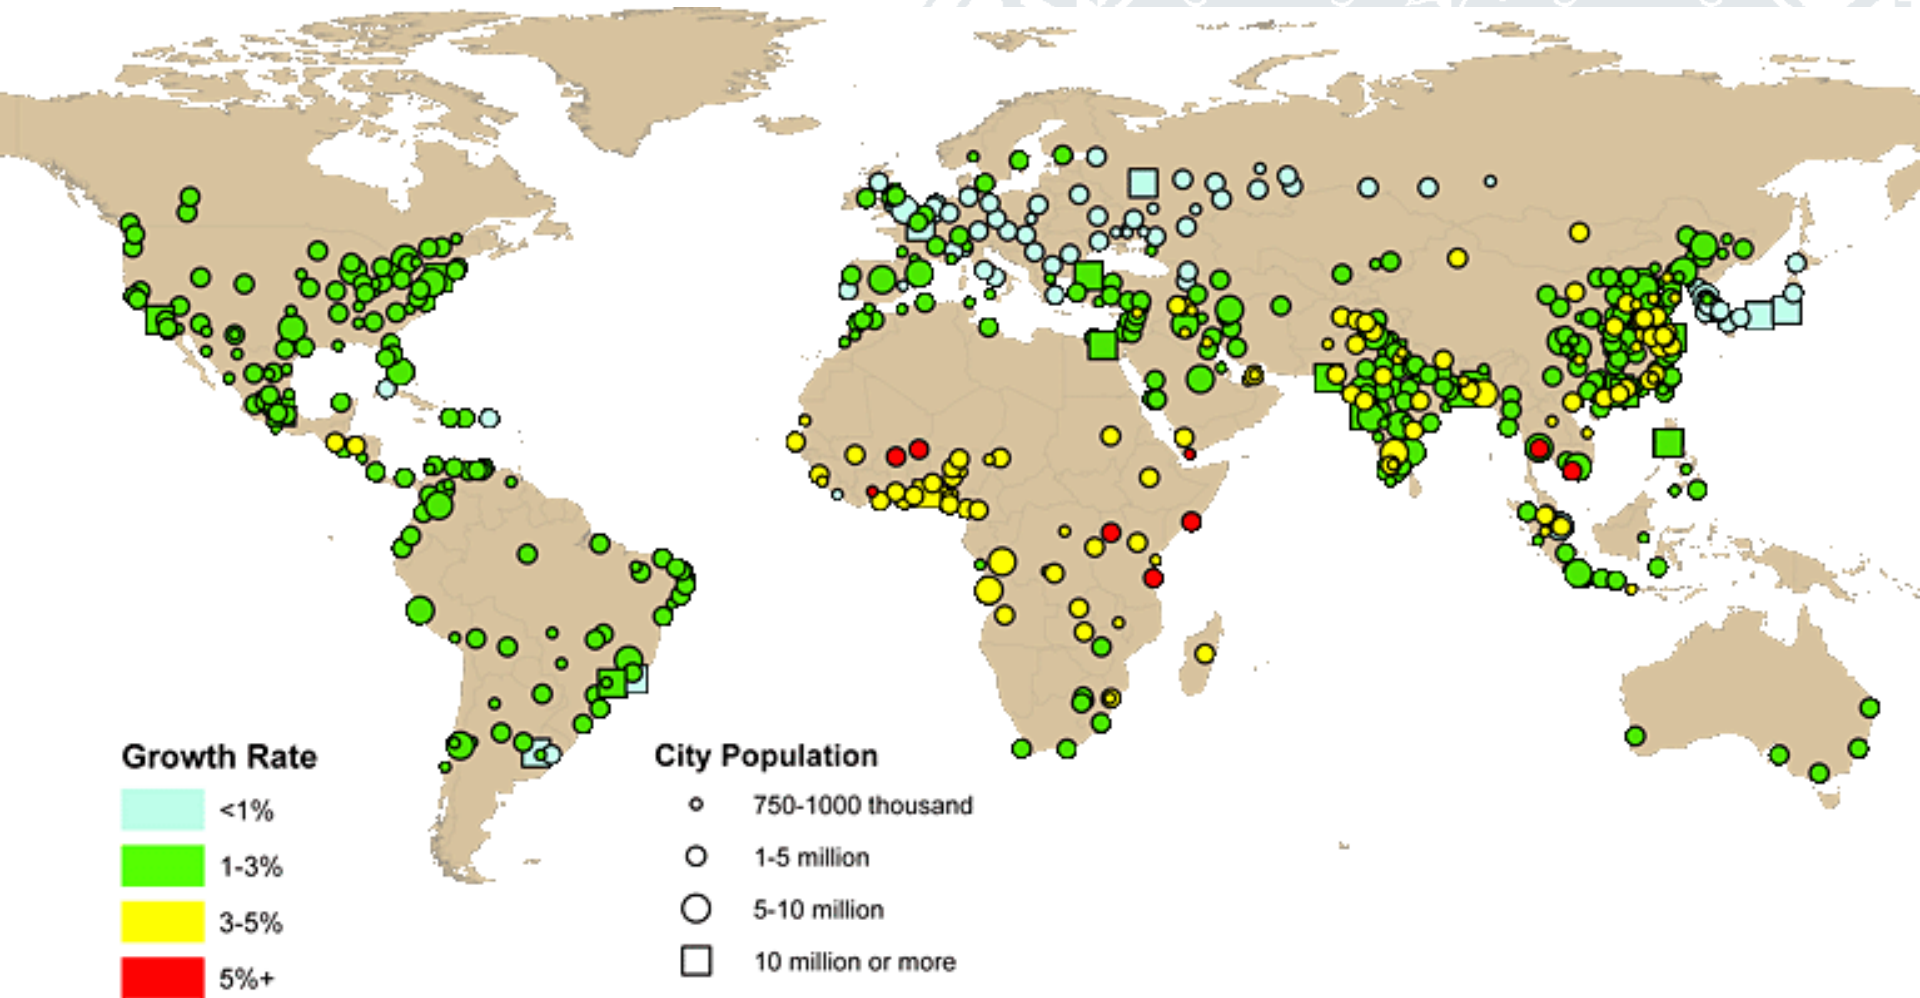 Growth Rate
<1%
1-3%
3-5%
5%+
City Population
750-1000 thousand
1-5 million
5-10 million
10 million or more